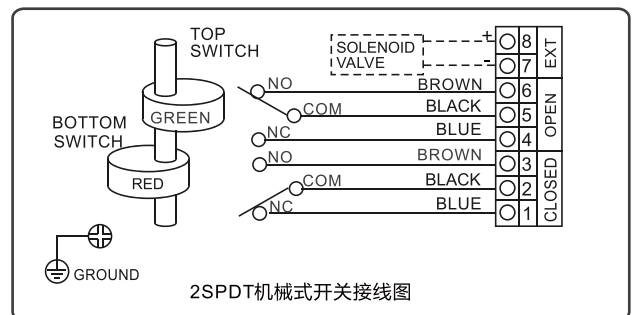 TOP
SWITCH
GREEN
BOTTOM
SWITCH
RED
GROUND
SOLENOID
VALVE
+ 8
- 7
EXT
NO BROWN 6
COM BLACK 5
NC BLUE 4
OPEN
NO BROWN 3
COM BLACK 2
NC BLUE 1
CLOSED
2SPDT机械式开关接线图